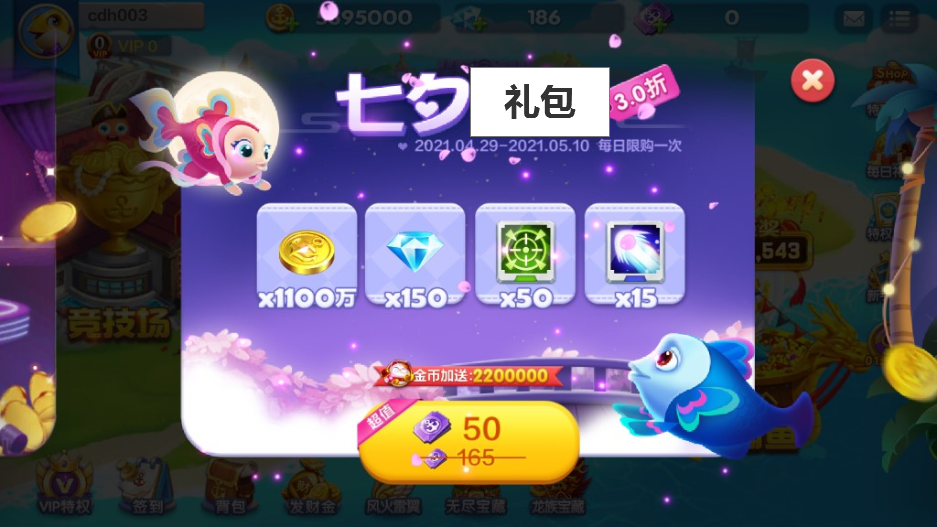 cdh003
5895000
186
0
VIP 0
SHOP
七夕礼包
3.0折
2021.04.29-2021.05.10 每日限购一次
x1100万
x150
x50
x15
竞技场
金币加送:2200000
超值
50
165
VIP特权
签到
背包
发财金
风火雷翼
无尽宝藏
龙族宝藏